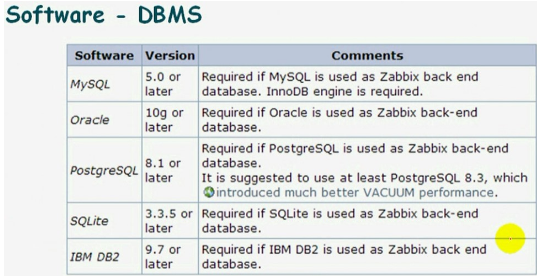 Software - DBMS
Software Version Comments
MySQL 5.0 or later Required if MySQL is used as Zabbix back end
database. InnoDB engine is required.
Oracle 10g or later Required if Oracle is used as Zabbix back-end
database.
PostgreSQL 8.1 or later Required if PostgreSQL is used as Zabbix back-end
database.
It is suggested to use at least PostgreSQL 8.3, which
introduced much better VACUUM performance.
SQLite 3.3.5 or later Required if SQLite is used as Zabbix back-end
database.
IBM DB2 9.7 or later Required if IBM DB2 is used as Zabbix back end
database.